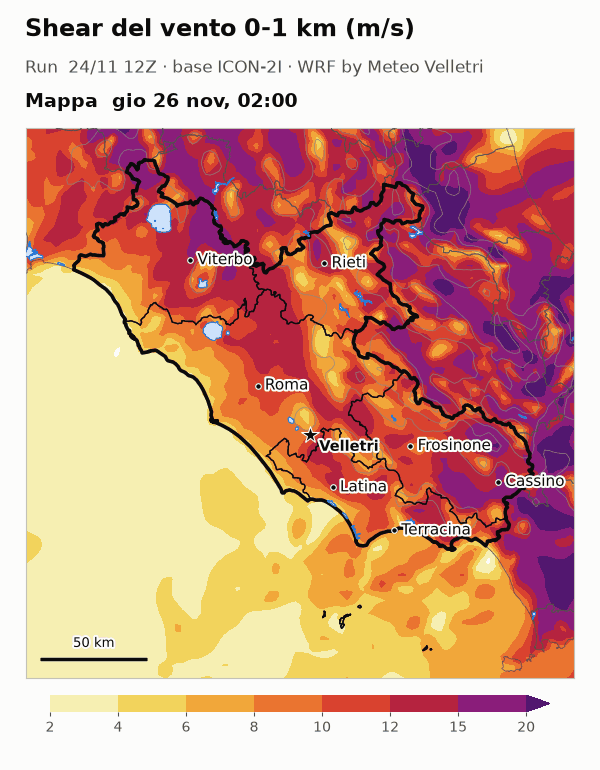 Shear del vento 0-1 km (m/s)
Run  24/11 12Z · base ICON-2I · WRF by Meteo Velletri
Mappa  gio 26 nov, 02:00
Viterbo
Rieti
Roma
Velletri
Frosinone
Latina
Cassino
Terracina
50 km
2 4 6 8 10 12 15 20